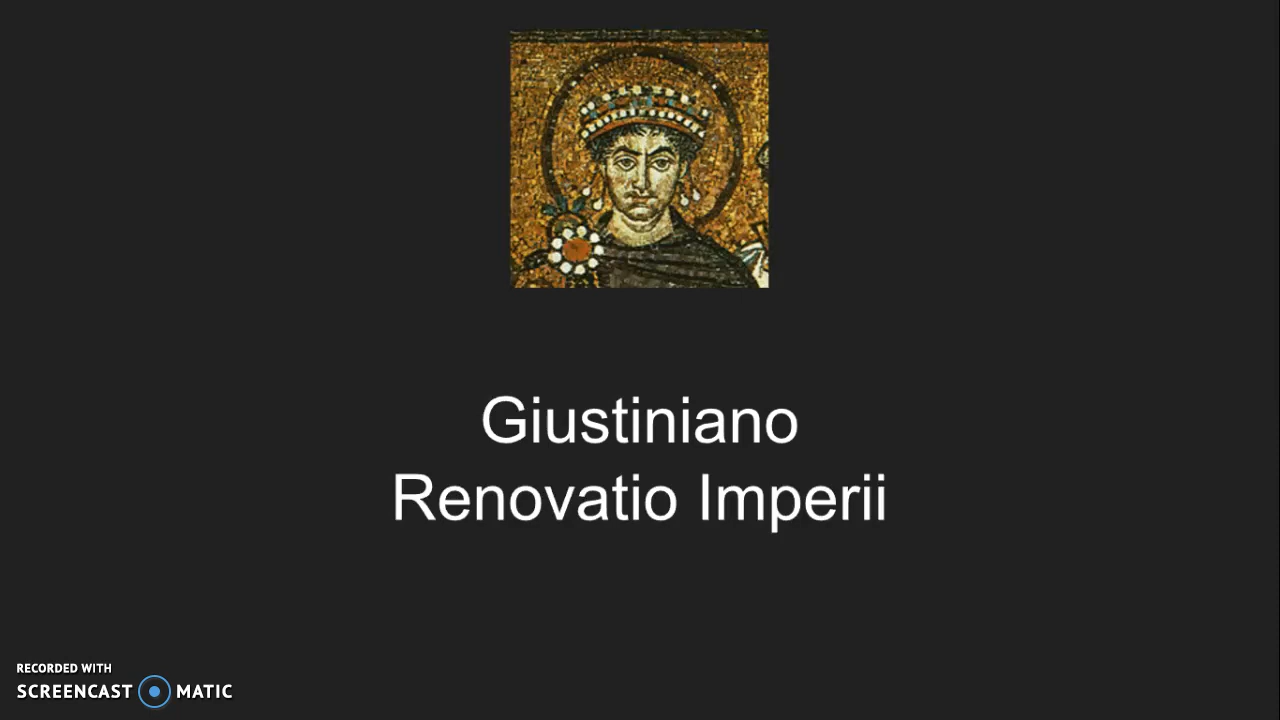 Giustiniano
Renovatio Imperii
RECORDED WITH
SCREENCAST MATIC